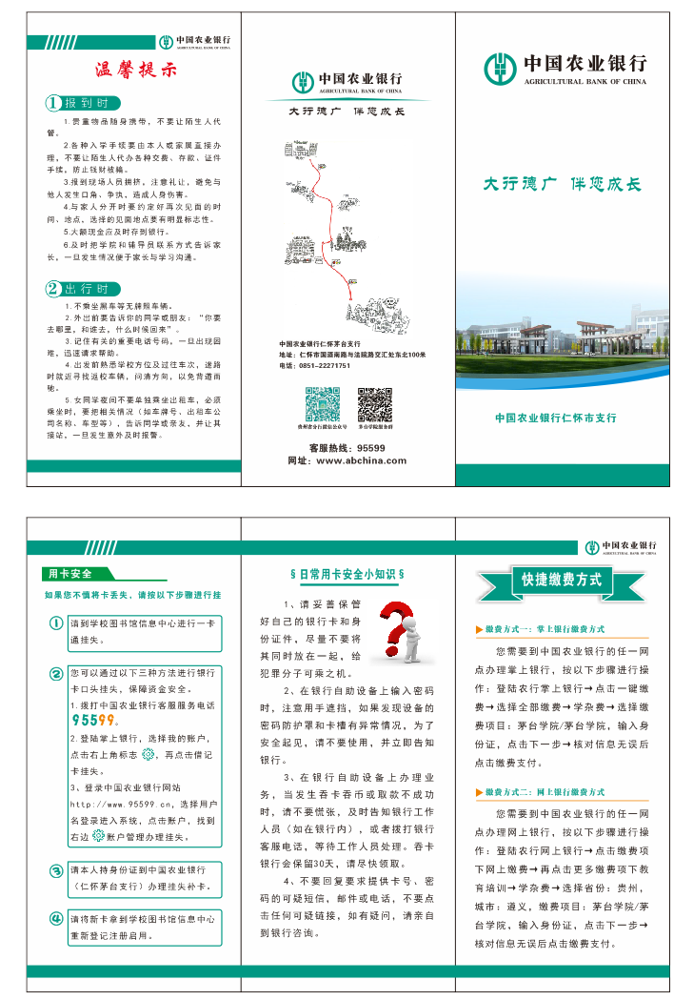 中国农业银行
AGRICULTURAL BANK OF CHINA
温馨提示
1 报到时
1.贵重物品随身携带，不要让陌生人代
管。
2.各种入学手续要由本人或家属直接办
理，不要让陌生人代办各种交费、存款、证件
手续，防止钱财被骗。
3.报到现场人员拥挤，注意礼让，避免与
他人发生口角、争执，造成人身伤害。
4.与家人分开时要约定好再次见面的时
间、地点，选择的见面地点要有明显标志性。
5.大额现金应及时存到银行。
6.及时把学院和辅导员联系方式告诉家
长，一旦发生情况便于家长与学习沟通。
2 出行时
1.不乘坐黑车等无牌照车辆。
2.外出前要告诉你的同学或朋友：“你要
去哪里，和谁去，什么时候回来”。
3.记住有关的重要电话号码，一旦出现困
难，迅速请求帮助。
4.出发前熟悉学校方位及过往车次，迷路
时就近寻找返校车辆，问清方向，以免背道而
驰。
5.女同学夜间不要单独乘坐出租车，必须
乘坐时，要把相关情况（如车牌号、出租车公
司名称、车型等），告诉同学或亲友，并让其
接站，一旦发生意外及时报警。
中国农业银行
AGRICULTURAL BANK OF CHINA
大行德广 伴您成长
中国农业银行仁怀茅台支行
地址：仁怀市国酒南路与法院路交汇处东北100米
电话：0851-22271751
贵州省分行微信公众号 茅台学院服务群
客服热线：95599
网址：www.abchina.com
中国农业银行
AGRICULTURAL BANK OF CHINA
大行德广 伴您成长
中国农业银行仁怀市支行
用卡安全
如果您不慎将卡丢失，请按以下步骤进行挂
1 请到学校图书馆信息中心进行一卡
通挂失。
2 您可以通过以下三种方法进行银行
卡口头挂失，保障资金安全。
1.拨打中国农业银行客服服务电话
95599。
2.登陆掌上银行，选择我的账户，
点击右上角标志 ，再点击借记
卡挂失。
3、登录中国农业银行网站
http://www.95599.cn，选择用户
名登录进入系统，点击账户，找到
右边 账户管理办理挂失。
3 请本人持身份证到中国农业银行
（仁怀茅台支行）办理挂失补卡。
4 请将新卡拿到学校图书馆信息中心
重新登记注册启用。
§日常用卡安全小知识§
1、请妥善保管
好自己的银行卡和身
份证件，尽量不要将
其同时放在一起，给
犯罪分子可乘之机。
2、在银行自助设备上输入密码
时，注意用手遮挡，如果发现设备的
密码防护罩和卡槽有异常情况，为了
安全起见，请不要使用，并立即告知
银行。
3、在银行自助设备上办理业
务，当发生吞卡吞币或取款不成功
时，请不要慌张，及时告知银行工作
人员（如在银行内），或者拨打银行
客服电话，等待工作人员处理。吞卡
银行会保留30天，请尽快领取。
4、不要回复要求提供卡号、密
码的可疑短信，邮件或电话，不要点
击任何可疑链接，如有疑问，请亲自
到银行咨询。
中国农业银行
AGRICULTURAL BANK OF CHINA
快捷缴费方式
缴费方式一：掌上银行缴费方式
您需要到中国农业银行的任一网
点办理掌上银行，按以下步骤进行操
作：登陆农行掌上银行→点击一键缴
费→选择全部缴费→学杂费→选择缴
费项目：茅台学院/茅台学院，输入身
份证，点击下一步→核对信息无误后
点击缴费支付。
缴费方式二：网上银行缴费方式
您需要到中国农业银行的任一网
点办理网上银行，按以下步骤进行操
作：登陆农行网上银行→点击缴费项
下网上缴费→再点击更多缴费项下教
育培训→学杂费→选择省份：贵州，
城市：遵义，缴费项目：茅台学院/茅
台学院，输入身份证，点击下一步→
核对信息无误后点击缴费支付。